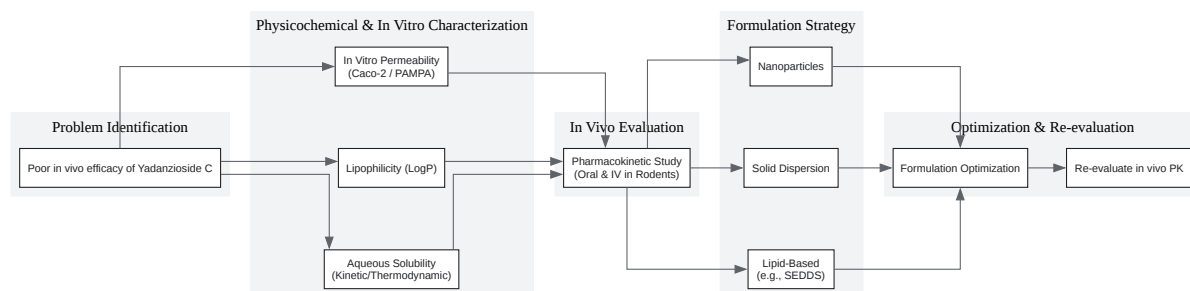 Physicochemical & In Vitro Characterization
Formulation Strategy
In Vitro Permeability
(Caco-2 / PAMPA)
Nanoparticles
Problem Identification
In Vivo Evaluation
Optimization & Re-evaluation
Poor in vivo efficacy of Yadanzioside C
Lipophilicity (LogP)
Pharmacokinetic Study
(Oral & IV in Rodents)
Solid Dispersion
Formulation Optimization
Re-evaluate in vivo PK
Aqueous Solubility
(Kinetic/Thermodynamic)
Lipid-Based
(e.g., SEDDS)